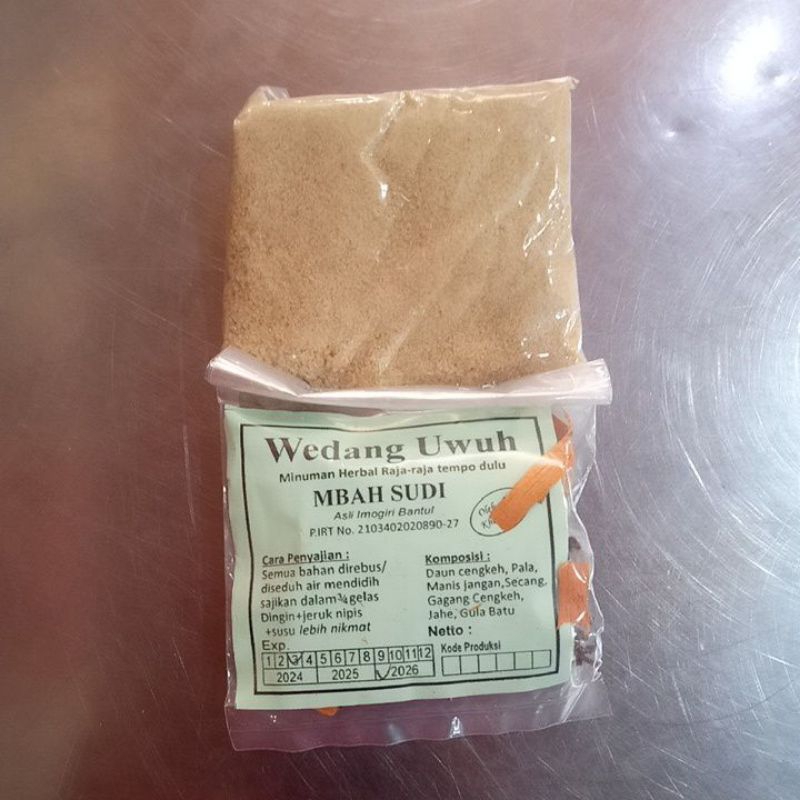 Wedang Uwuh
Minuman Herbal Raja-raja tempo dulu
MBAH SUDI
Asli Imogiri Bantul
P.IRT No. 2103402020890-27
Cara Penyajian :
Semua bahan direbus/
diseduh air mendidih
sajikan dalam ¾ gelas
Dingin+jeruk nipis
+susu lebih nikmat
Komposisi :
Daun cengkeh, Pala,
Manis jangan,Secang,
Gagang Cengkeh,
Jahe, Gula Batu
Netto :
Exp.
1 2 3 4 5 6 7 8 9 10 11 12
2024 2025 2026
Kode Produksi